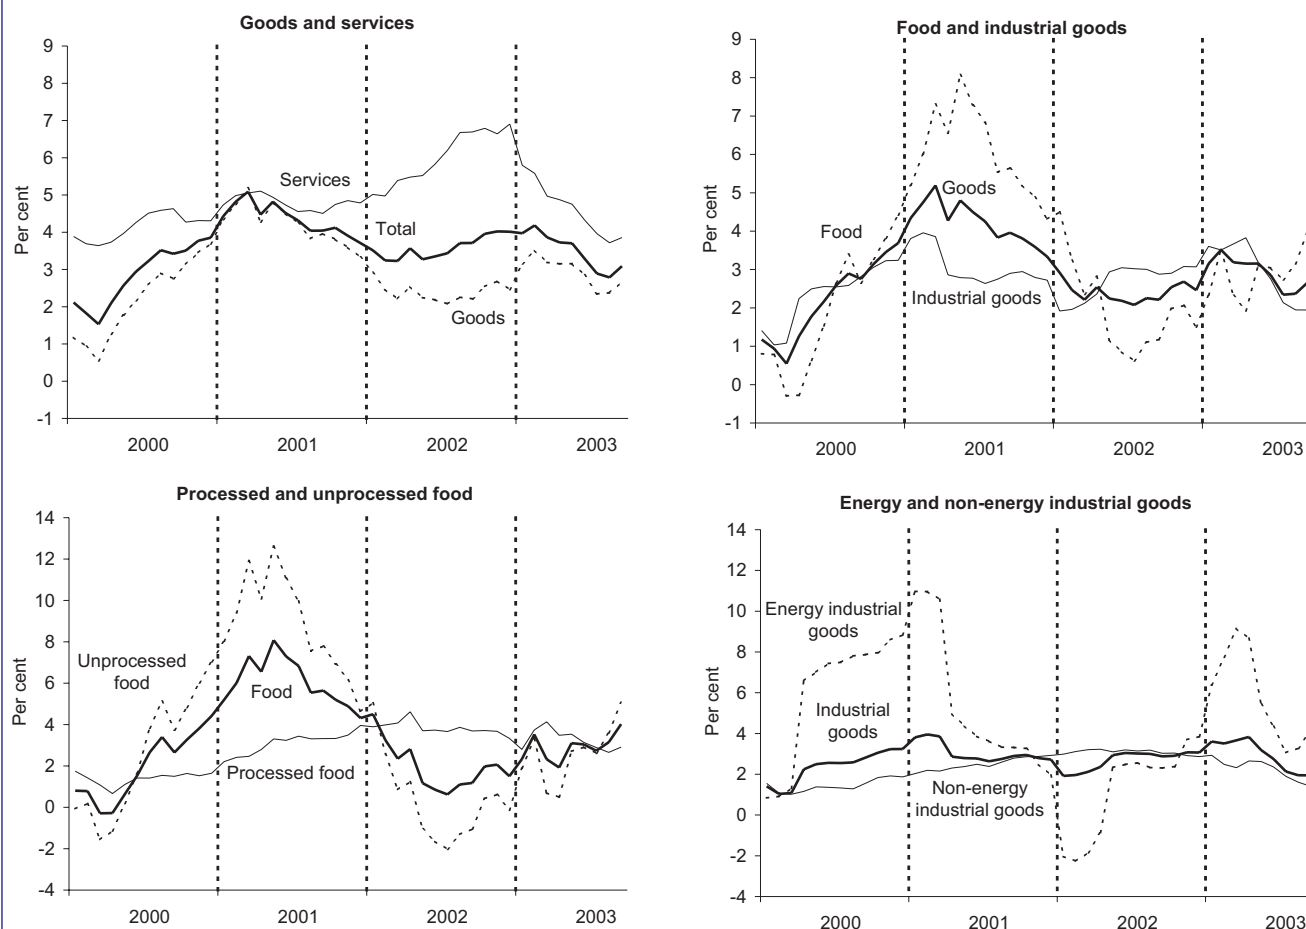 Goods and services
9
8
7
6
5
4
3
2
1
0
-1
Per cent
Services
Total
Goods
2000
2001
2002
2003
Food and industrial goods
9
8
7
6
5
4
3
2
1
0
-1
Per cent
Goods
Food
Industrial goods
2000
2001
2002
2003
Processed and unprocessed food
14
12
10
8
6
4
2
0
-2
-4
Per cent
Unprocessed
food
Food
Processed food
2000
2001
2002
2003
Energy and non-energy industrial goods
14
12
10
8
6
4
2
0
-2
-4
Per cent
Energy industrial
goods
Industrial
goods
Non-energy
industrial goods
2000
2001
2002
2003